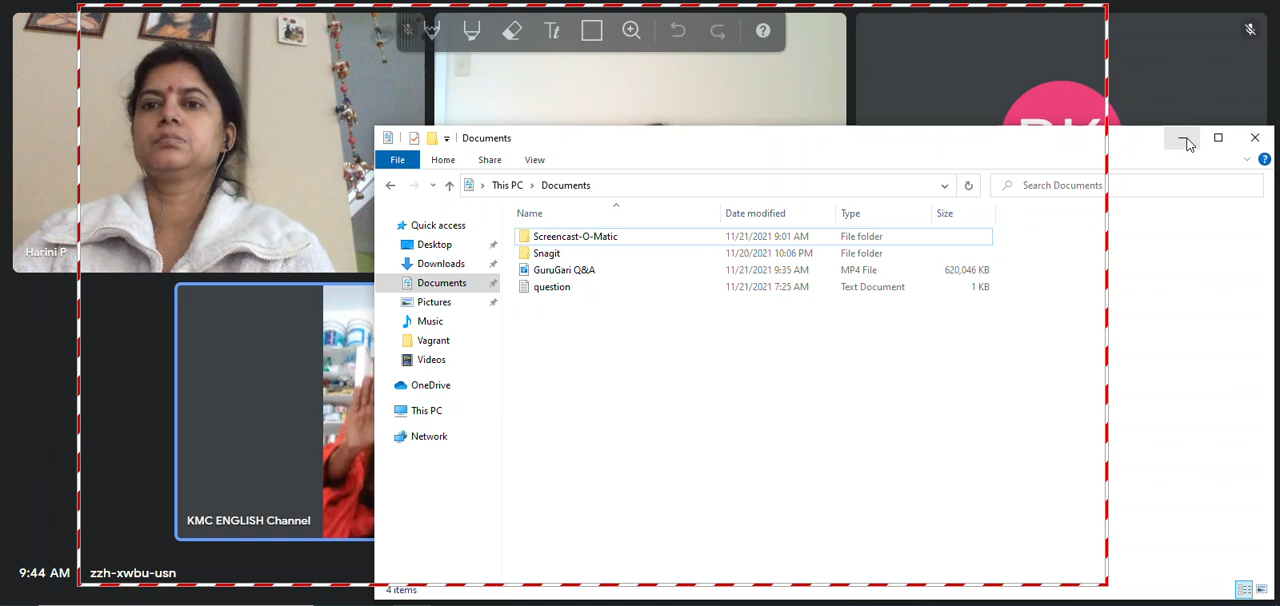 Tt
?
Harini P
Documents
File Home Share View
?
This PC > Documents
Search Documents
Name Date modified Type Size
Screencast-O-Matic 11/21/2021 9:01 AM File folder
Snagit 11/20/2021 10:06 PM File folder
GuruGari Q&A 11/21/2021 9:35 AM MP4 File 620,046 KB
question 11/21/2021 7:25 AM Text Document 1 KB
Quick access
Desktop
Downloads
Documents
Pictures
Music
Vagrant
Videos
OneDrive
This PC
Network
KMC ENGLISH Channel
9:44 AM zzh-xwbu-usn
4 items